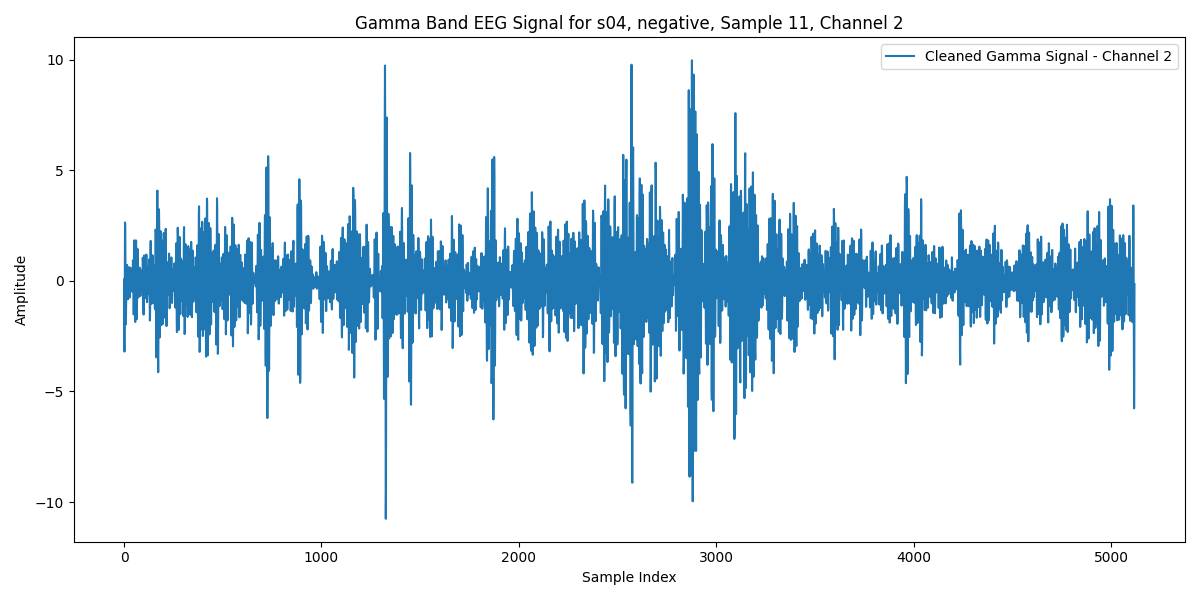 Gamma Band EEG Signal for s04, negative, Sample 11, Channel 2
Cleaned Gamma Signal - Channel 2
Amplitude
10
5
0
−5
−10
0
1000
2000
3000
4000
5000
Sample Index